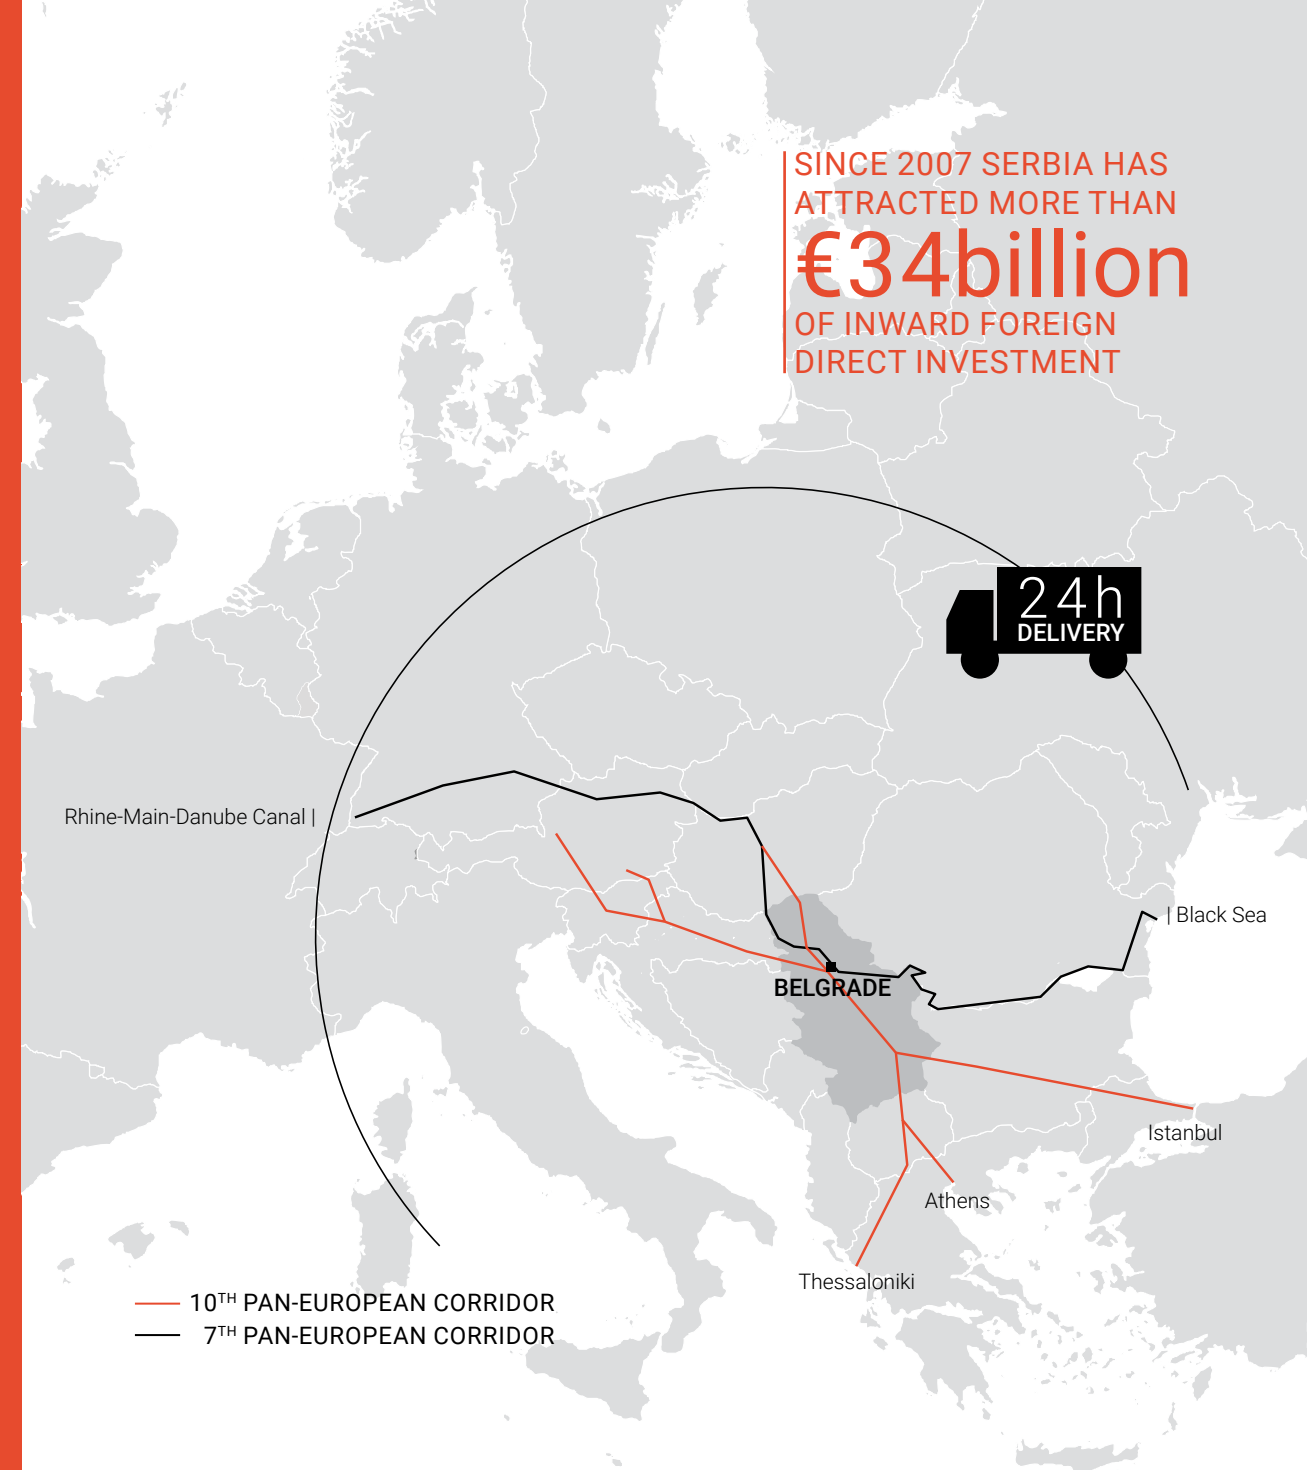 SINCE 2007 SERBIA HAS
ATTRACTED MORE THAN
€34billion
OF INWARD FOREIGN
DIRECT INVESTMENT
24h
DELIVERY
Rhine-Main-Danube Canal |
| Black Sea
BELGRADE
Istanbul
Athens
Thessaloniki
10TH PAN-EUROPEAN CORRIDOR
7TH PAN-EUROPEAN CORRIDOR